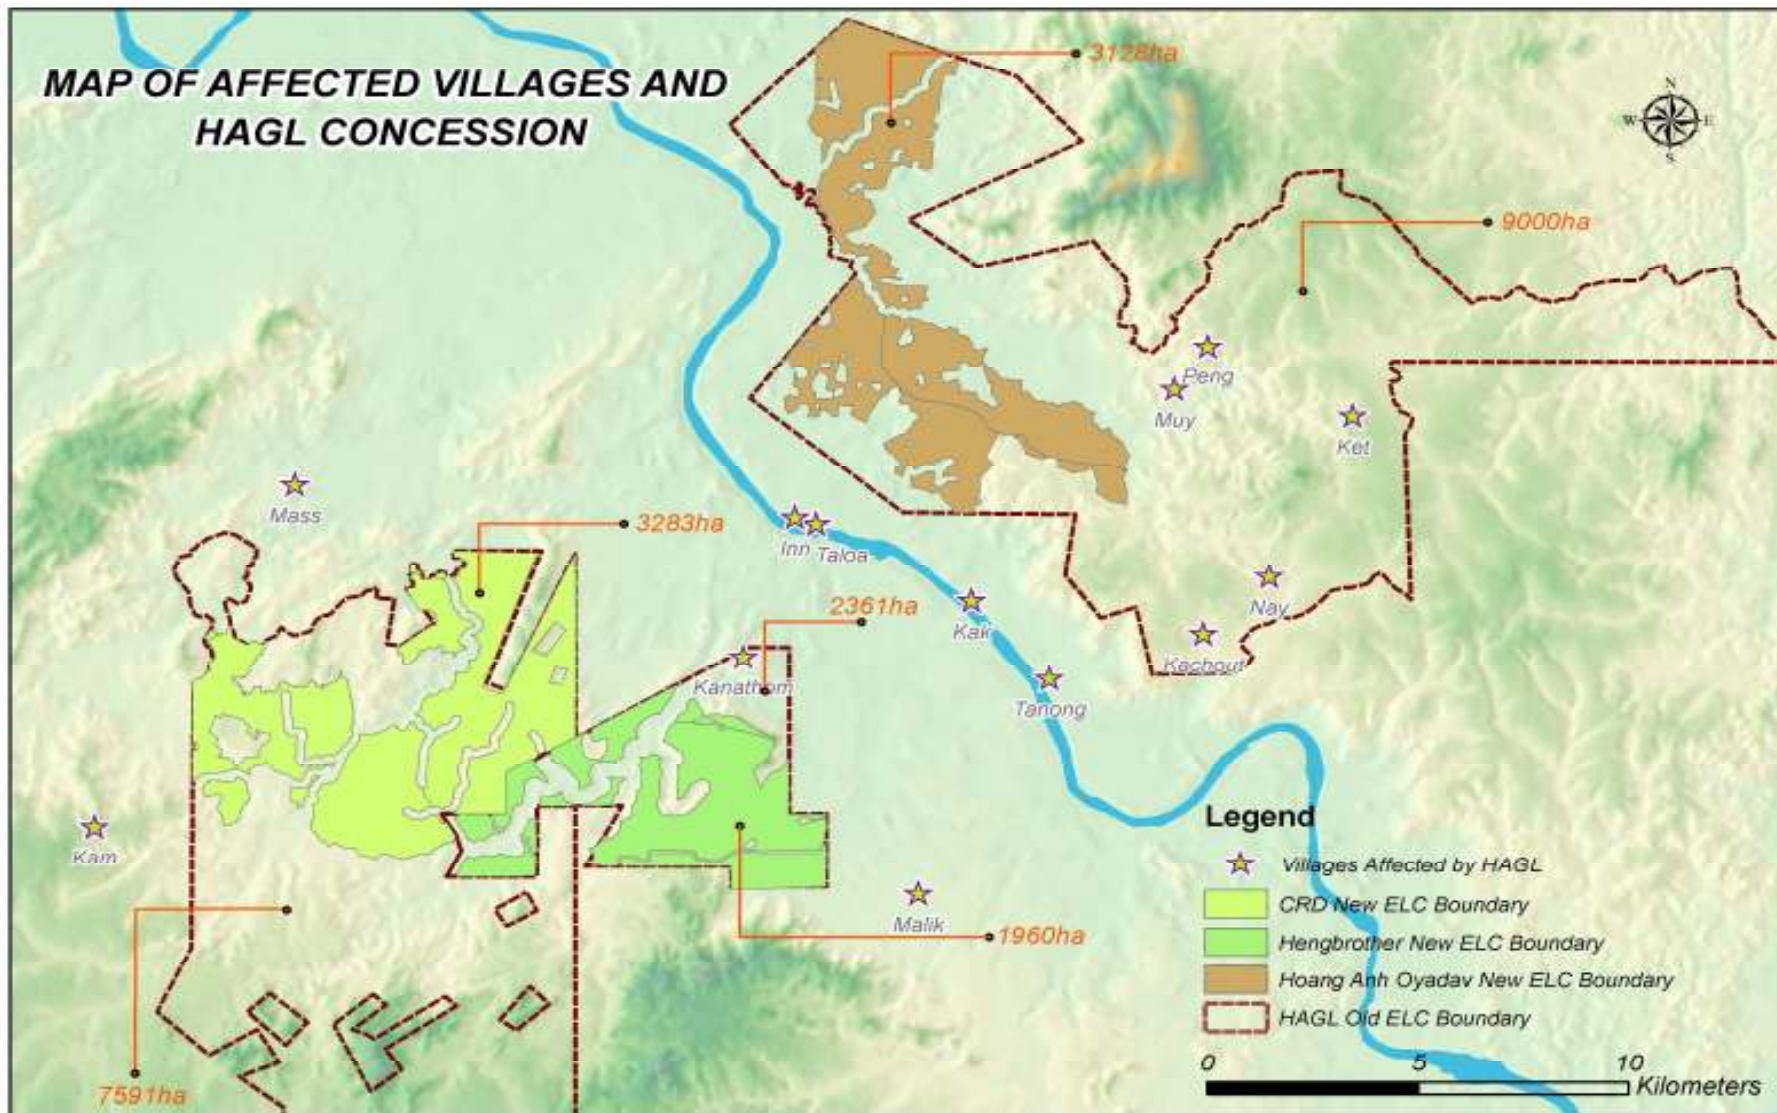 MAP OF AFFECTED VILLAGES AND
HAGL CONCESSION
3128ha
N
W E
S
9000ha
Peng
Muy
Ket
Mass
3283ha
Inn Taloa
2361ha
Nay
Kak
Kachout
Kanathom
Tanong
Kam
Malik
1960ha
7591ha
Legend
Villages Affected by HAGL
CRD New ELC Boundary
Hengbrother New ELC Boundary
Hoang Anh Oyadav New ELC Boundary
HAGL Old ELC Boundary
0 5 10
Kilometers